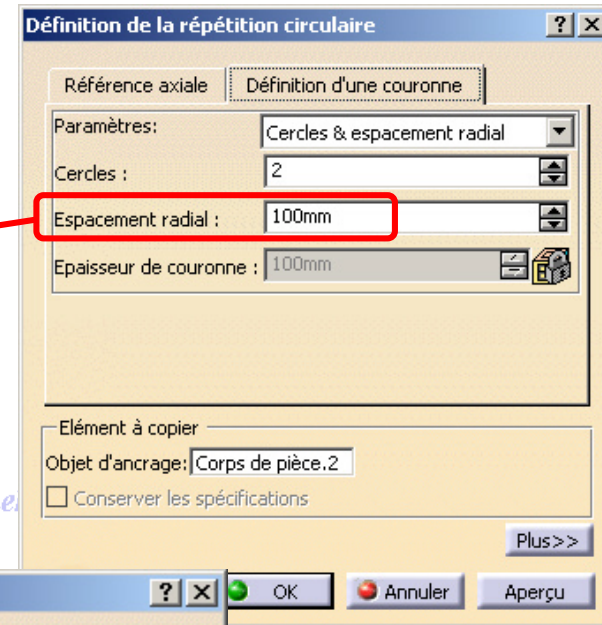 Définition de la répétition circulaire
Référence axiale
Définition d'une couronne
Paramètres: Cercles & espacement radial
Cercles : 2
Espacement radial : 100mm
Epaisseur de couronne : 100mm
Elément à copier
Objet d'ancrage: Corps de pièce.2
Conserver les spécifications
Plus>>
OK Annuler Aperçu